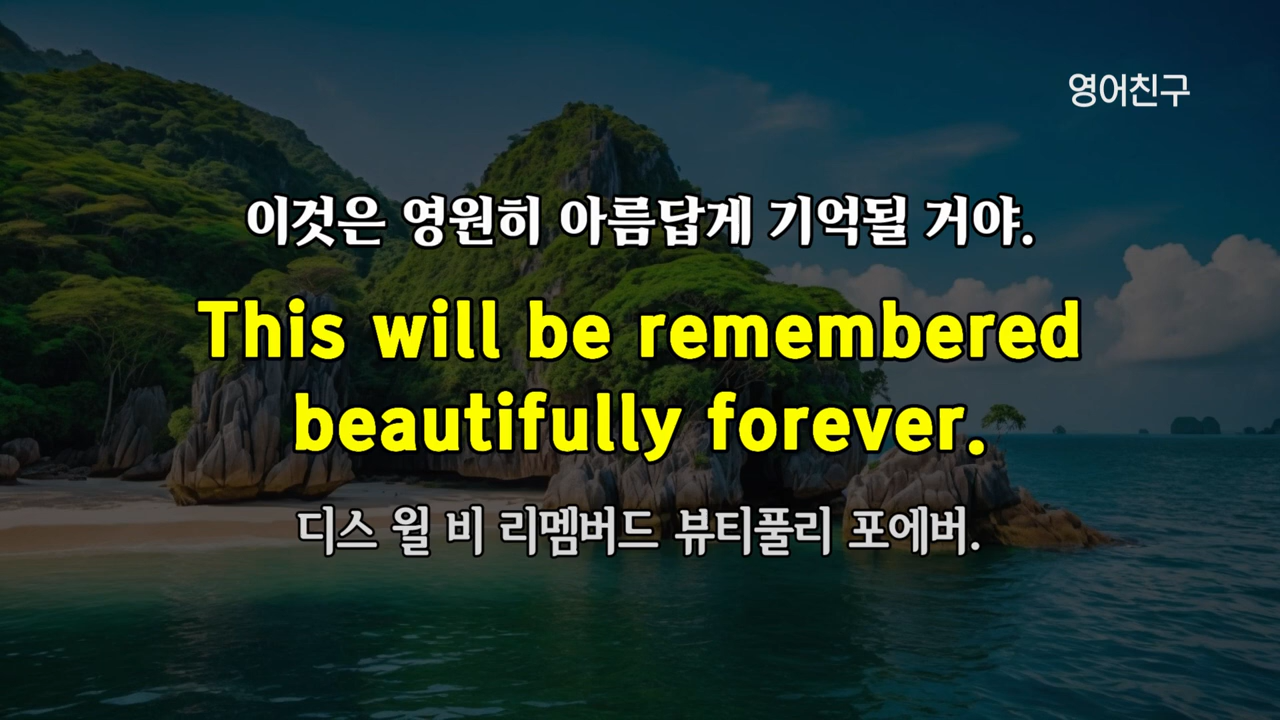 영어친구
이것은 영원히 아름답게 기억될 거야.
This will be remembered
beautifully forever.
디스 윌 비 리멤버드 뷰티풀리 포에버.